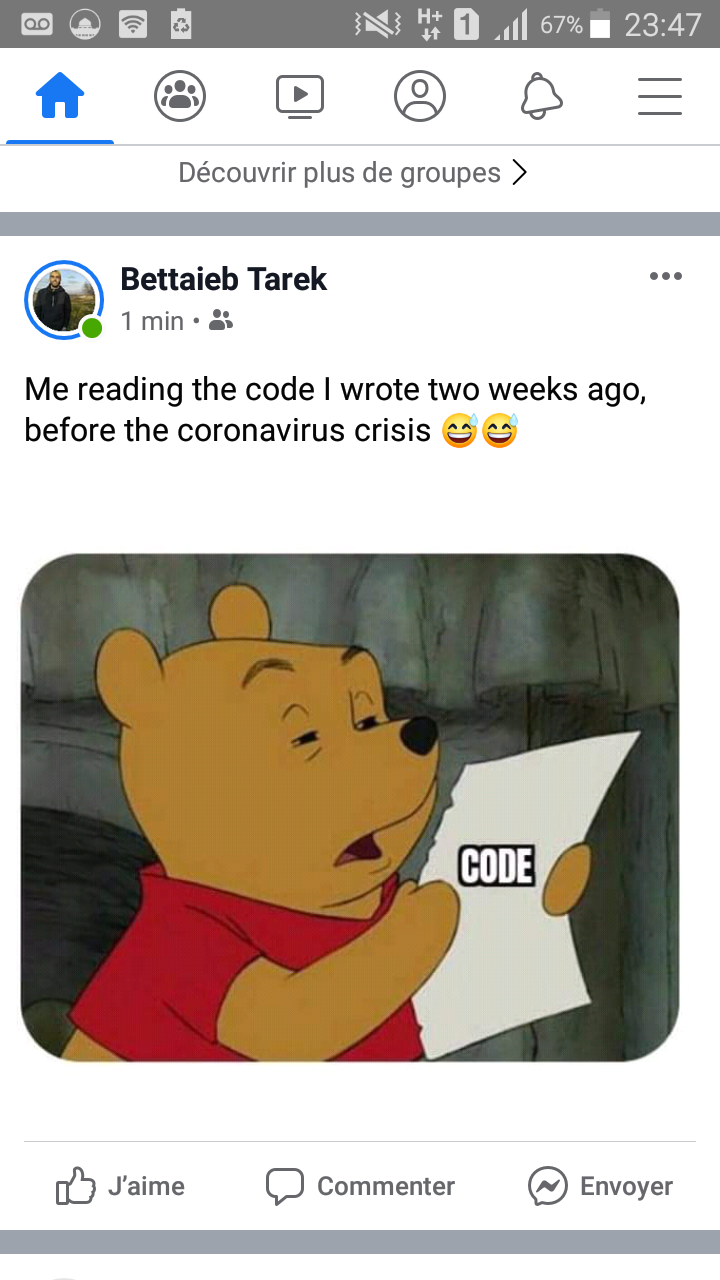 H+ 1 67% 23:47
Découvrir plus de groupes
Bettaieb Tarek
1 min •
Me reading the code I wrote two weeks ago,
before the coronavirus crisis 😅😅
CODE
J'aime Commenter Envoyer